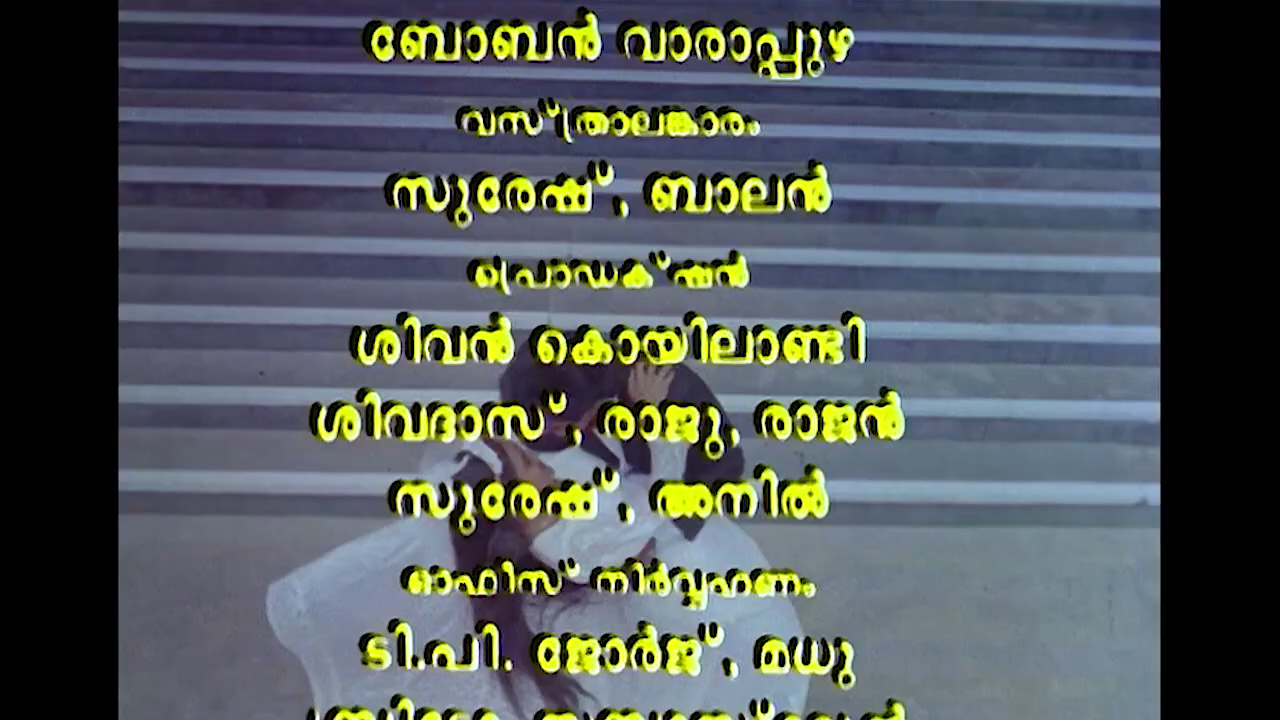 ബോബൻ വാരാപ്പുഴ
വസ്ത്രാലങ്കാരം
സുരേഷ്, ബാലൻ
പ്രൊഡക്ഷൻ
ശിവൻ കൊയിലാണ്ടി
ശിവദാസ്, രാജു, രാജൻ
സുരേഷ്, അനിൽ
ഓഫീസ് നിർവ്വഹണം
ടി.പി. ജോർജ്, മധു